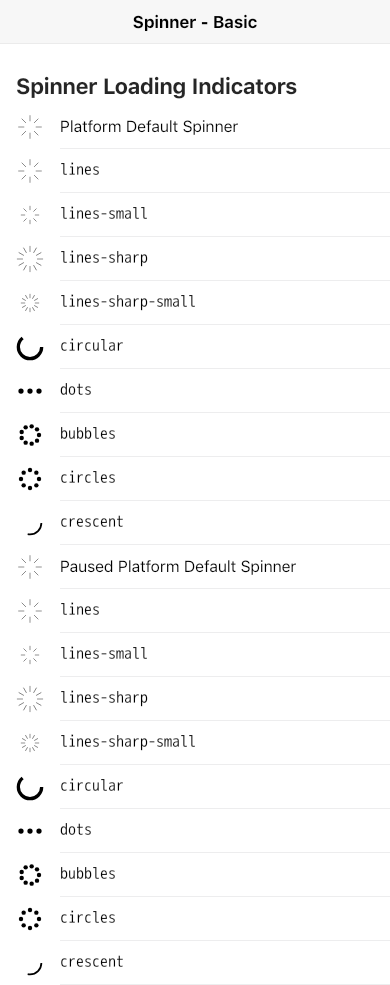 Spinner - Basic
Spinner Loading Indicators
Platform Default Spinner
lines
lines-small
lines-sharp
lines-sharp-small
circular
dots
bubbles
circles
crescent
Paused Platform Default Spinner
lines
lines-small
lines-sharp
lines-sharp-small
circular
dots
bubbles
circles
crescent